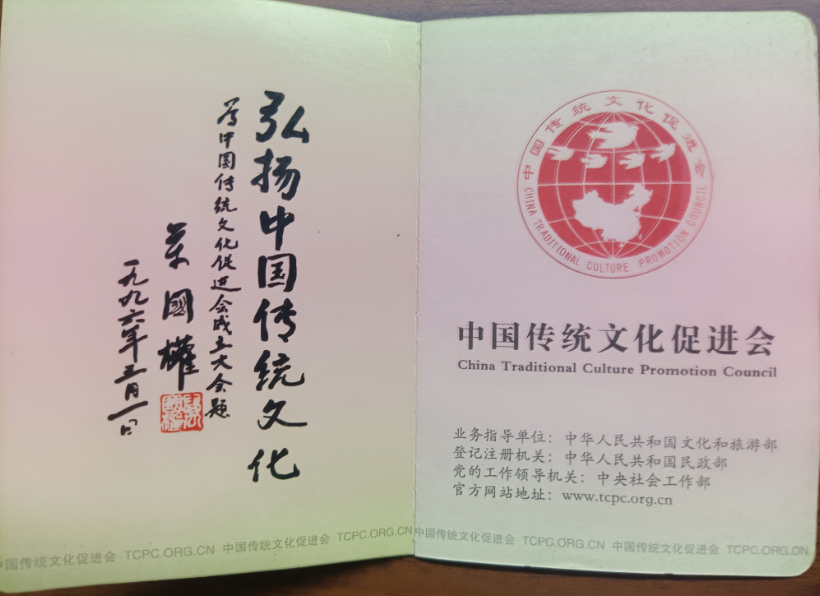 弘扬中国传统文化
为中国传统文化促进会成立大会题
万国權
一九九六年三月一日
中国传统文化促进会 TCPC.ORG.CN 中国传统文化促进会 TCPC.ORG.CN
中国传统文化促进会
CHINA TRADITIONAL CULTURE PROMOTION COUNCIL
中国传统文化促进会
China Traditional Culture Promotion Council
业务指导单位：中华人民共和国文化和旅游部
登记注册机关：中华人民共和国民政部
党的工作领导机关：中央社会工作部
官方网站地址：www.tcpc.org.cn
中国传统文化促进会 TCPC.ORG.CN 中国传统文化促进会 TCPC.ORG.CN